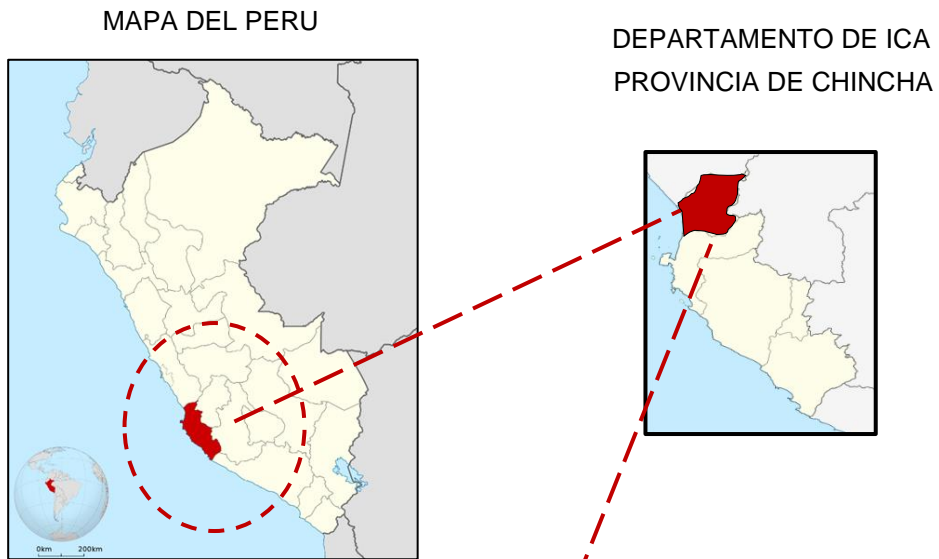 MAPA DEL PERU
DEPARTAMENTO DE ICA
PROVINCIA DE CHINCHA
0km 200km